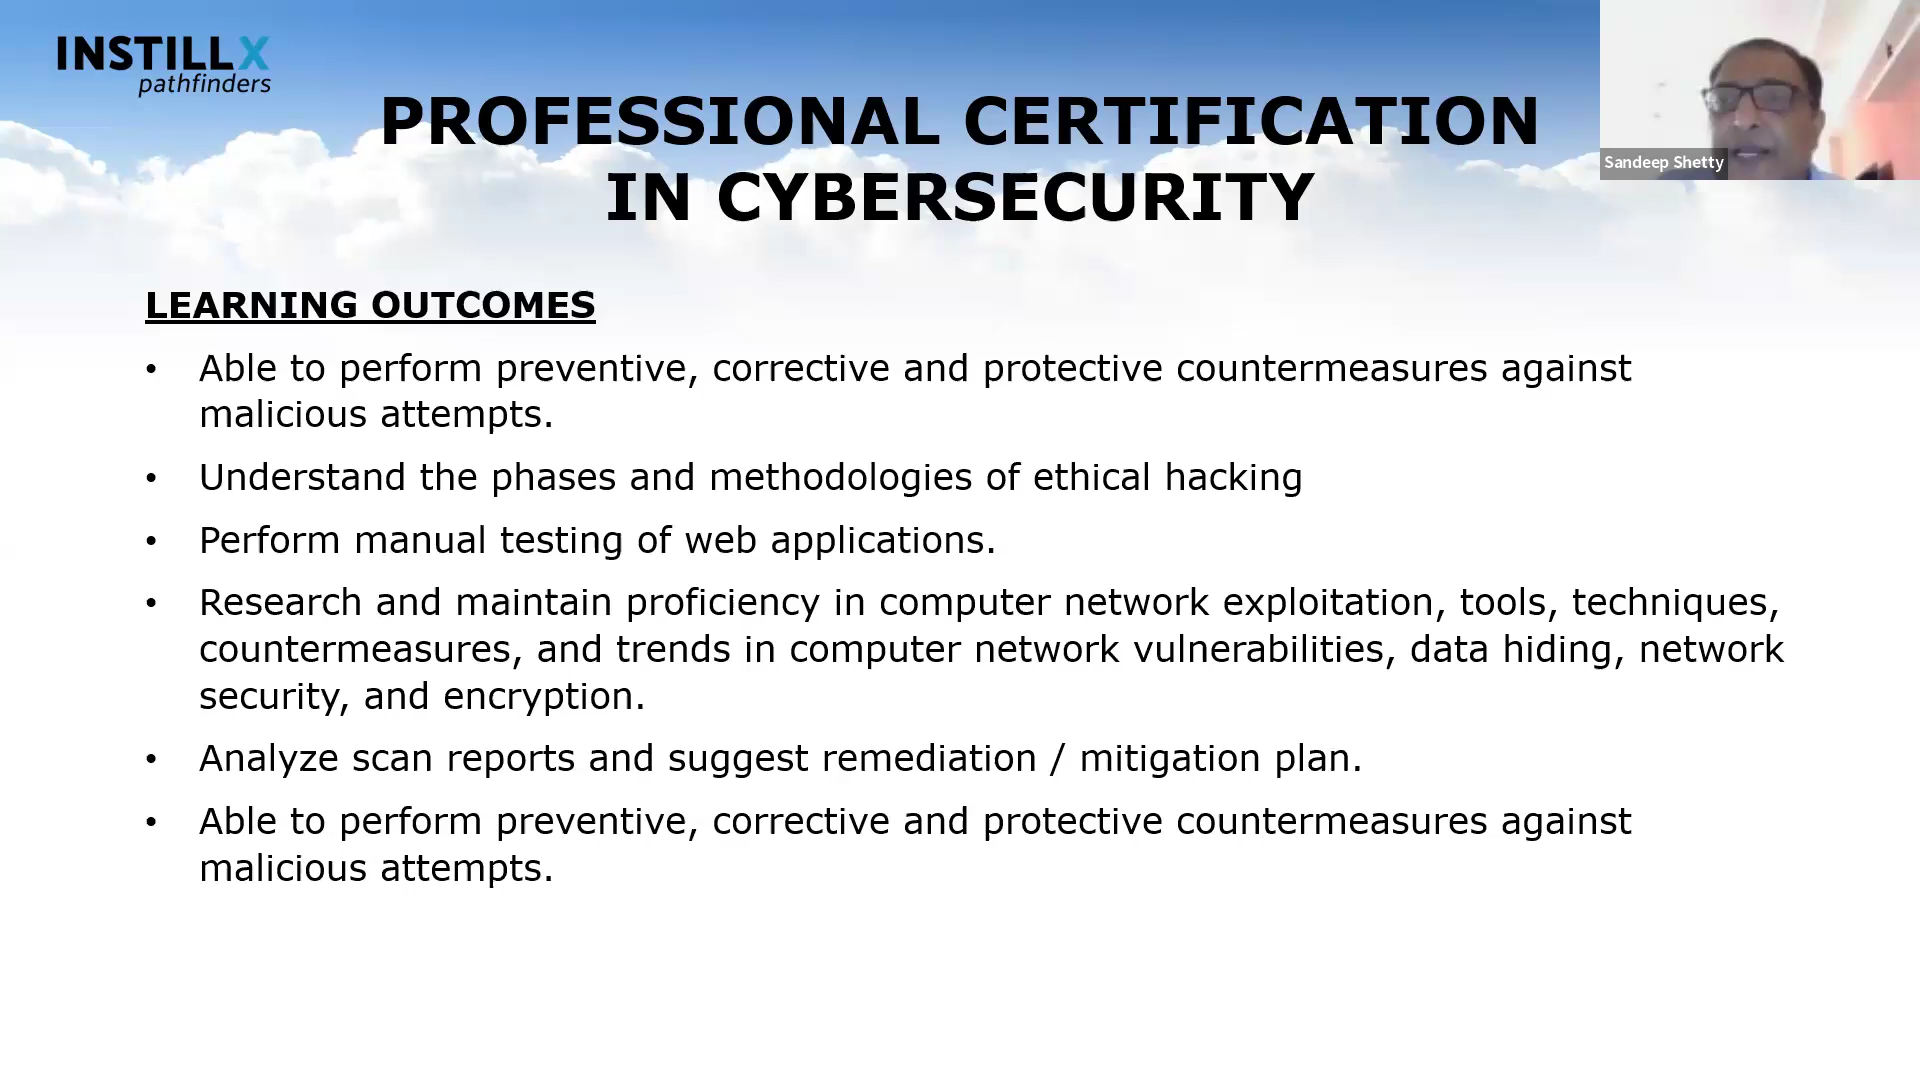 INSTILLX
pathfinders
PROFESSIONAL CERTIFICATION
IN CYBERSECURITY
Sandeep Shetty
LEARNING OUTCOMES
• Able to perform preventive, corrective and protective countermeasures against
malicious attempts.
• Understand the phases and methodologies of ethical hacking
• Perform manual testing of web applications.
• Research and maintain proficiency in computer network exploitation, tools, techniques,
countermeasures, and trends in computer network vulnerabilities, data hiding, network
security, and encryption.
• Analyze scan reports and suggest remediation / mitigation plan.
• Able to perform preventive, corrective and protective countermeasures against
malicious attempts.